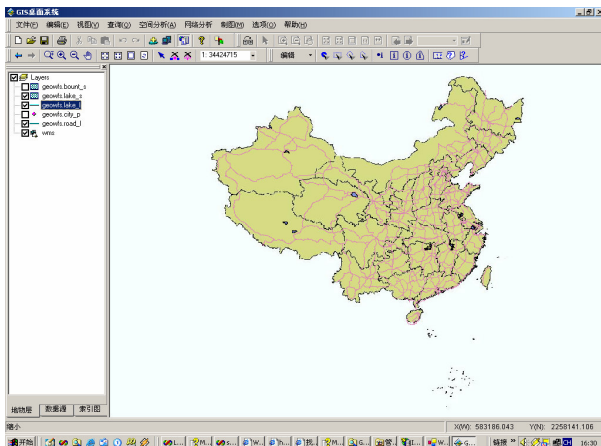 GIS桌面系统
文件(F) 编辑(E) 视图(V) 查询(Q) 空间分析(A) 网络分析 制图(M) 选项(O) 帮助(H)
1: 34424715 编辑
Layers
geowfs.bount_s
geowfs.lake_s
geowfs.lake_l
geowfs.city_p
geowfs.road_l
wms
地物层 数据源 索引图
缩小 X(W): 583186.043 Y(N): 2258141.106
开始 链接 CH 16:30